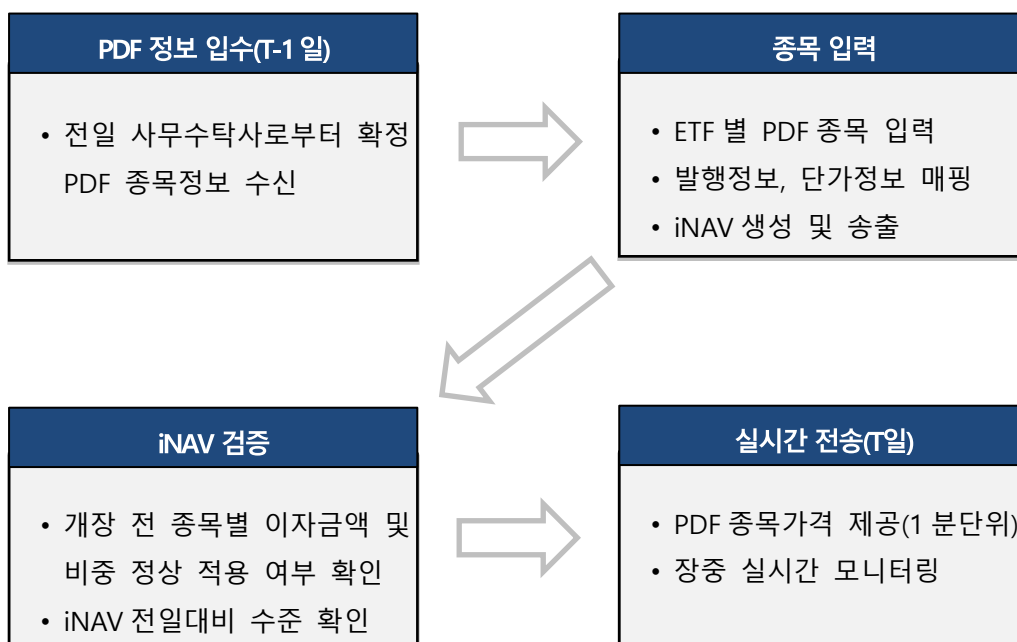 PDF 정보 입수(T-1 일)
• 전일 사무수탁사로부터 확정
PDF 종목정보 수신
종목 입력
• ETF 별 PDF 종목 입력
• 발행정보, 단가정보 매핑
• iNAV 생성 및 송출
iNAV 검증
• 개장 전 종목별 이자금액 및
비중 정상 적용 여부 확인
• iNAV 전일대비 수준 확인
실시간 전송(T일)
• PDF 종목가격 제공(1 분단위)
• 장중 실시간 모니터링